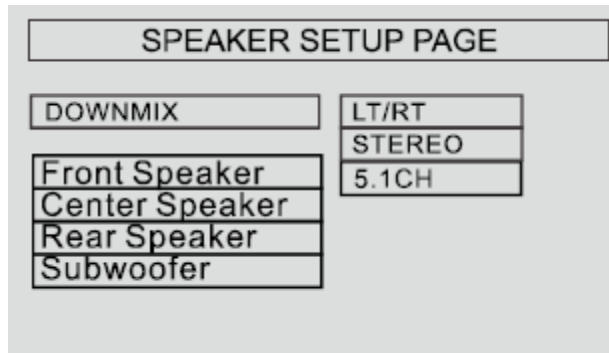 SPEAKER SETUP PAGE
DOWNMIX
LT/RT
STEREO
5.1CH
Front Speaker
Center Speaker
Rear Speaker
Subwoofer